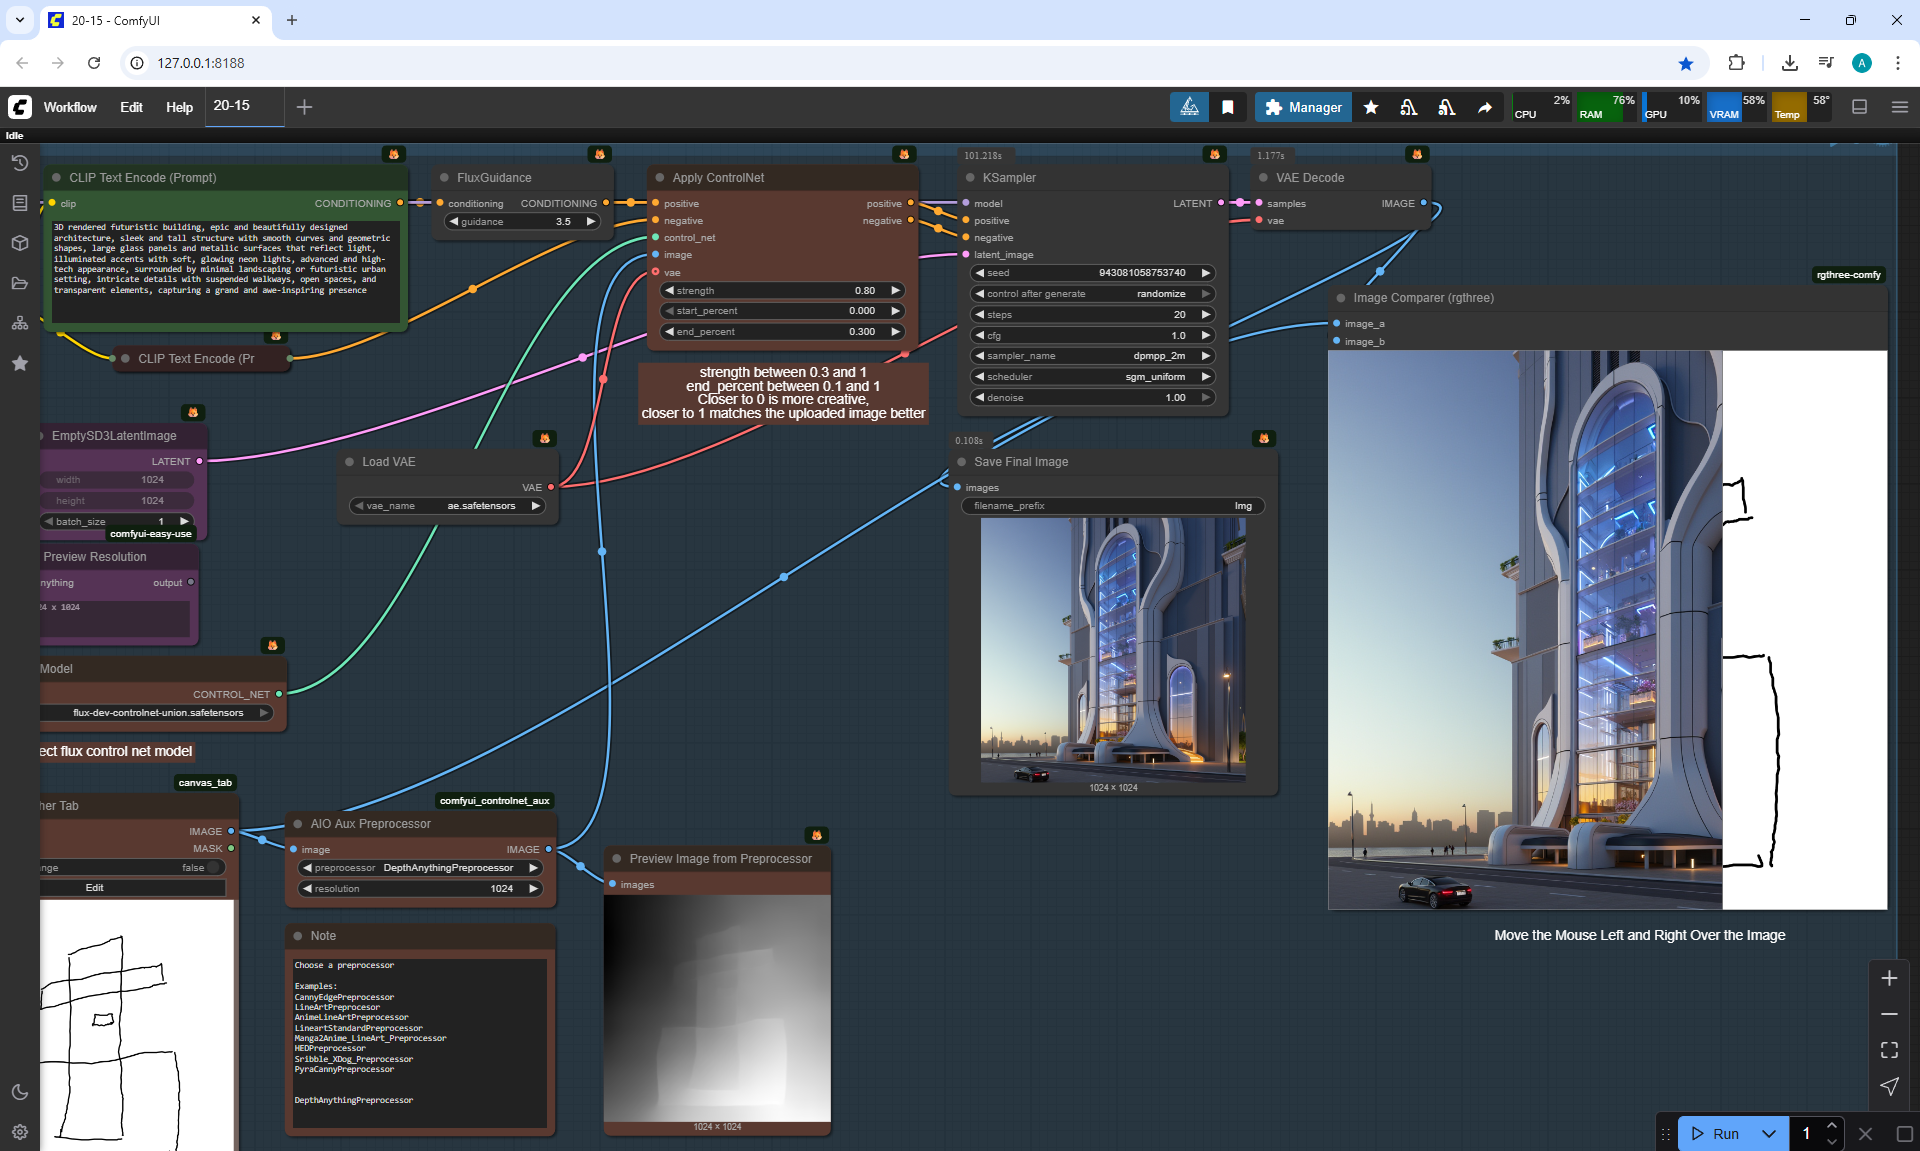 20-15 - ComfyUI
127.0.0.1:8188
A
Workflow
Edit
Help
20-15
Manager
2%
CPU
76%
RAM
10%
GPU
58%
VRAM
58°
Temp
Idle
CLIP Text Encode (Prompt)
clip
CONDITIONING
3D rendered futuristic building, epic and beautifully designed
architecture, sleek and tall structure with smooth curves and geometric
shapes, large glass panels and metallic surfaces that reflect light,
illuminated accents with soft, glowing neon lights, advanced and high-
tech appearance, surrounded by minimal landscaping or futuristic urban
setting, intricate details with suspended walkways, open spaces, and
transparent elements, capturing a grand and awe-inspiring presence
CLIP Text Encode (Pr
FluxGuidance
conditioning
CONDITIONING
guidance
3.5
Apply ControlNet
positive
positive
negative
negative
control_net
image
vae
strength
0.80
start_percent
0.000
end_percent
0.300
strength between 0.3 and 1
end_percent between 0.1 and 1
Closer to 0 is more creative,
closer to 1 matches the uploaded image better
101.218s
KSampler
model
LATENT
positive
negative
latent_image
seed
943081058753740
control after generate
randomize
steps
20
cfg
1.0
sampler_name
dpmpp_2m
scheduler
sgm_uniform
denoise
1.00
1.177s
VAE Decode
samples
IMAGE
vae
rgthree-comfy
Image Comparer (rgthree)
image_a
image_b
Move the Mouse Left and Right Over the Image
EmptySD3LatentImage
LATENT
width
1024
height
1024
batch_size
1
comfyui-easy-use
Preview Resolution
nything
output
24 x 1024
Load VAE
VAE
vae_name
ae.safetensors
0.108s
Save Final Image
images
filename_prefix
Img
1024 × 1024
Model
CONTROL_NET
flux-dev-controlnet-union.safetensors
ect flux control net model
canvas_tab
her Tab
IMAGE
MASK
nge
false
Edit
comfyui_controlnet_aux
AIO Aux Preprocessor
image
IMAGE
preprocessor
DepthAnythingPreprocessor
resolution
1024
Note
Choose a preprocessor
Examples:
CannyEdgePreprocessor
LineArtPreprocesor
AnimeLineArtPreprocessor
LineartStandardPreprocessor
Manga2Anime_LineArt_Preprocessor
HEDPreprocessor
Sribble_XDog_Preprocessor
PyraCannyPreprocessor
DepthAnythingPreprocessor
Preview Image from Preprocessor
images
1024 × 1024
Run
1